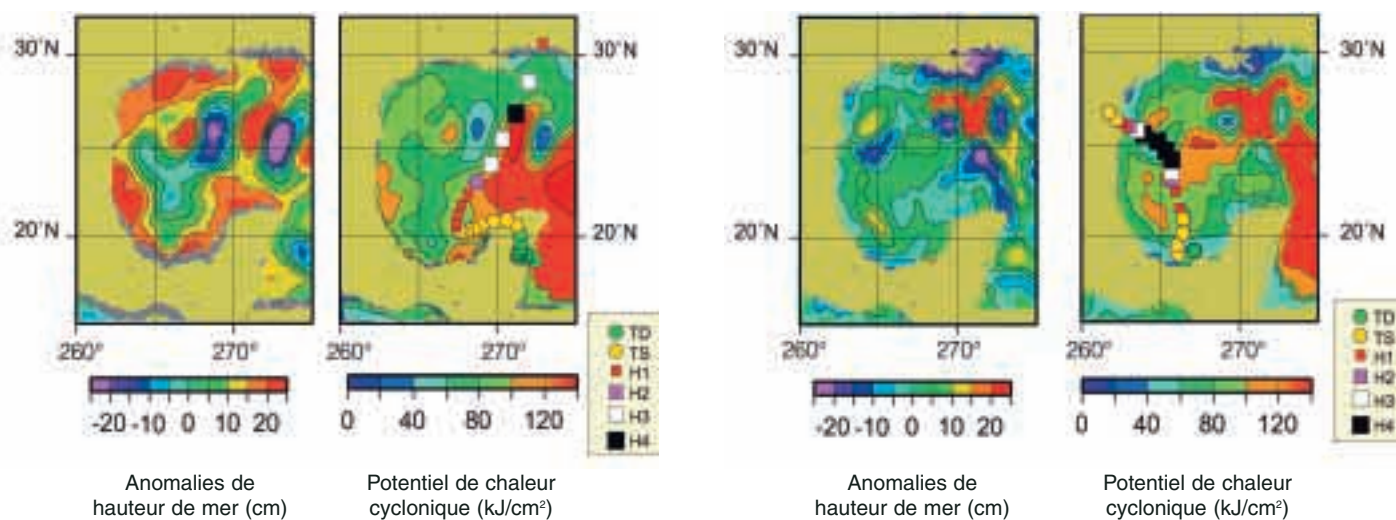 30°N
30°N
30°N
30°N
20°N
20°N
20°N
20°N
TD
TS
H1
H2
H3
H4
TD
TS
H1
H2
H3
H4
260° 270° 260° 270°
260° 270° 260° 270°
-20 -10 0 10 20
0 40 80 120
-20 -10 0 10 20
0 40 80 120
Anomalies de
hauteur de mer (cm)
Potentiel de chaleur
cyclonique (kJ/cm²)
Anomalies de
hauteur de mer (cm)
Potentiel de chaleur
cyclonique (kJ/cm²)